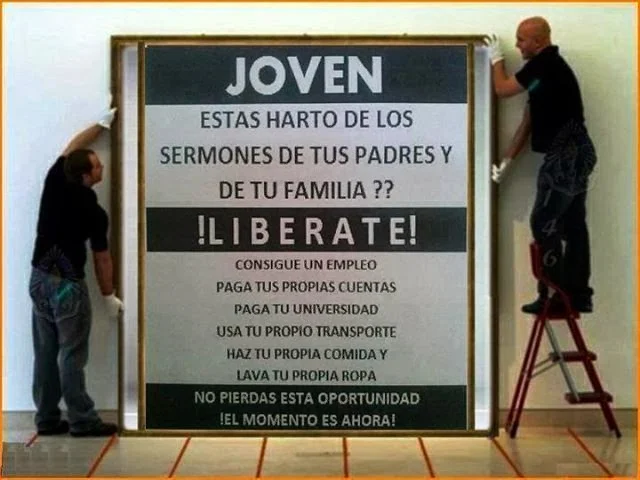 JOVEN
ESTAS HARTO DE LOS
SERMONES DE TUS PADRES Y
DE TU FAMILIA ??
!LIBERATE!
CONSIGUE UN EMPLEO
PAGA TUS PROPIAS CUENTAS
PAGA TU UNIVERSIDAD
USA TU PROPIO TRANSPORTE
HAZ TU PROPIA COMIDA Y
LAVA TU PROPIA ROPA
NO PIERDAS ESTA OPORTUNIDAD
!EL MOMENTO ES AHORA!